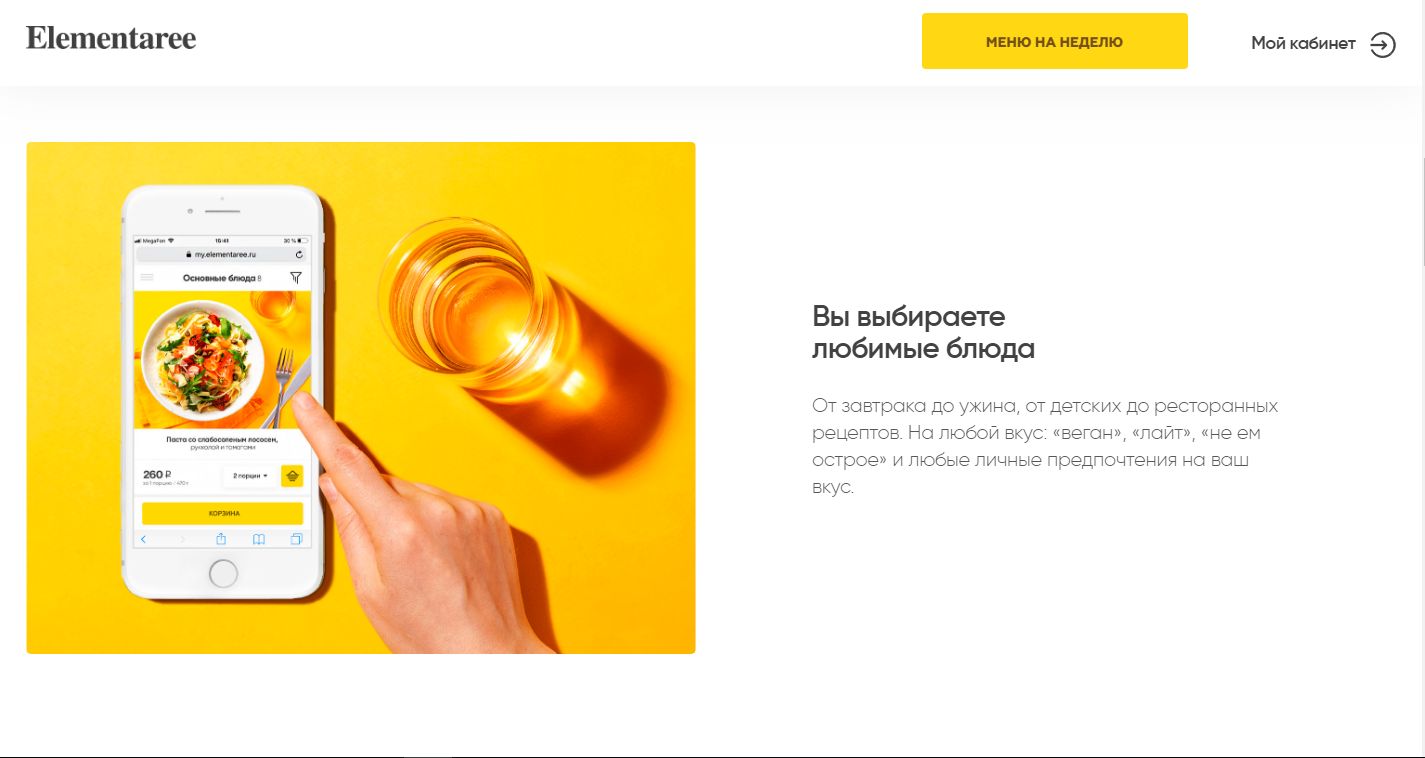 Elementaree
МЕНЮ НА НЕДЕЛЮ
Мой кабинет
MegaFon
16:41
30 %
my.elementaree.ru
Основные блюда 8
Паста со слабосоленым лососем,
рукколой и томатами
260 ₽
2 порции
за 1 порцию / 470 г
КОРЗИНА
Вы выбираете
любимые блюда
От завтрака до ужина, от детских до ресторанных
рецептов. На любой вкус: «веган», «лайт», «не ем
острое» и любые личные предпочтения на ваш
вкус.